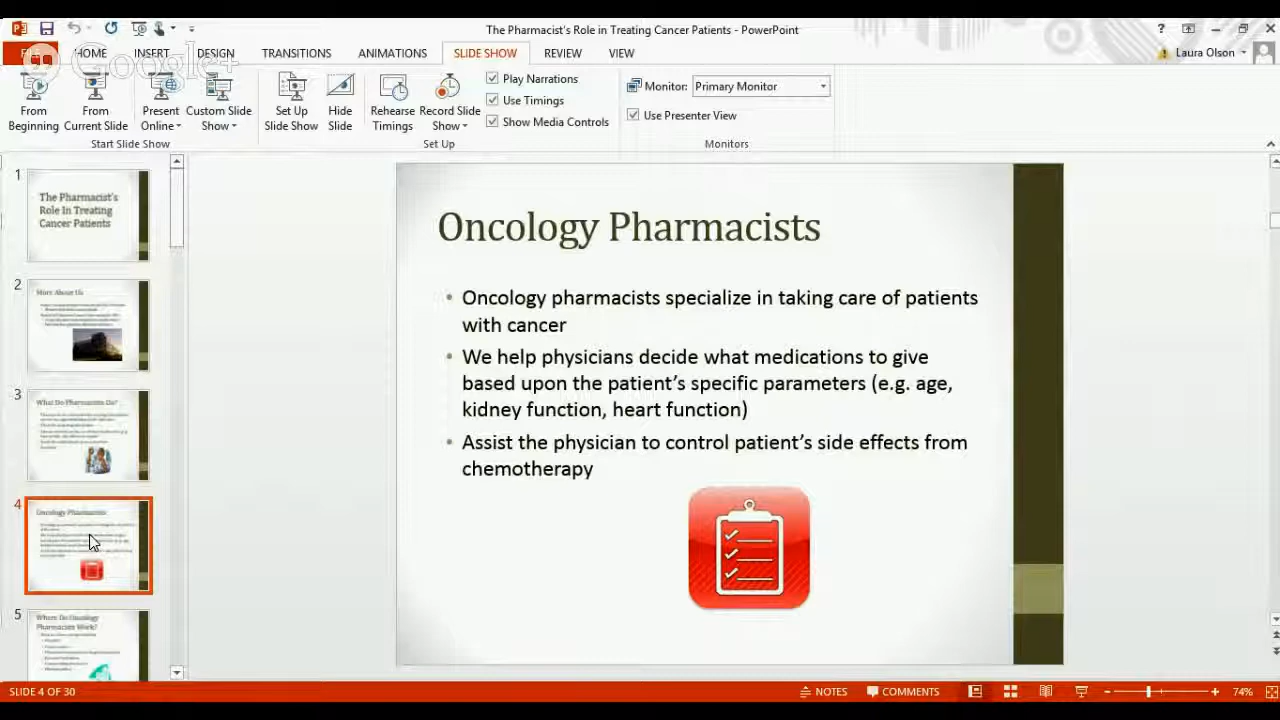 The Pharmacist's Role in Treating Cancer Patients - PowerPoint
?
FILE HOME INSERT DESIGN TRANSITIONS ANIMATIONS SLIDE SHOW REVIEW VIEW
Laura Olson
Google+
From Beginning
From Current Slide
Present Online
Custom Slide Show
Start Slide Show
Set Up Slide Show
Hide Slide
Rehearse Timings
Record Slide Show
Play Narrations
Use Timings
Show Media Controls
Set Up
Monitor: Primary Monitor
Use Presenter View
Monitors
1
The Pharmacist's
Role In Treating
Cancer Patients
2
More About Us
3
What Do Pharmacists Do?
4
Oncology Pharmacists
5
Where Do Oncology
Pharmacists Work?
Oncology Pharmacists
• Oncology pharmacists specialize in taking care of patients
with cancer
• We help physicians decide what medications to give
based upon the patient's specific parameters (e.g. age,
kidney function, heart function)
• Assist the physician to control patient's side effects from
chemotherapy
SLIDE 4 OF 30
NOTES
COMMENTS
74%